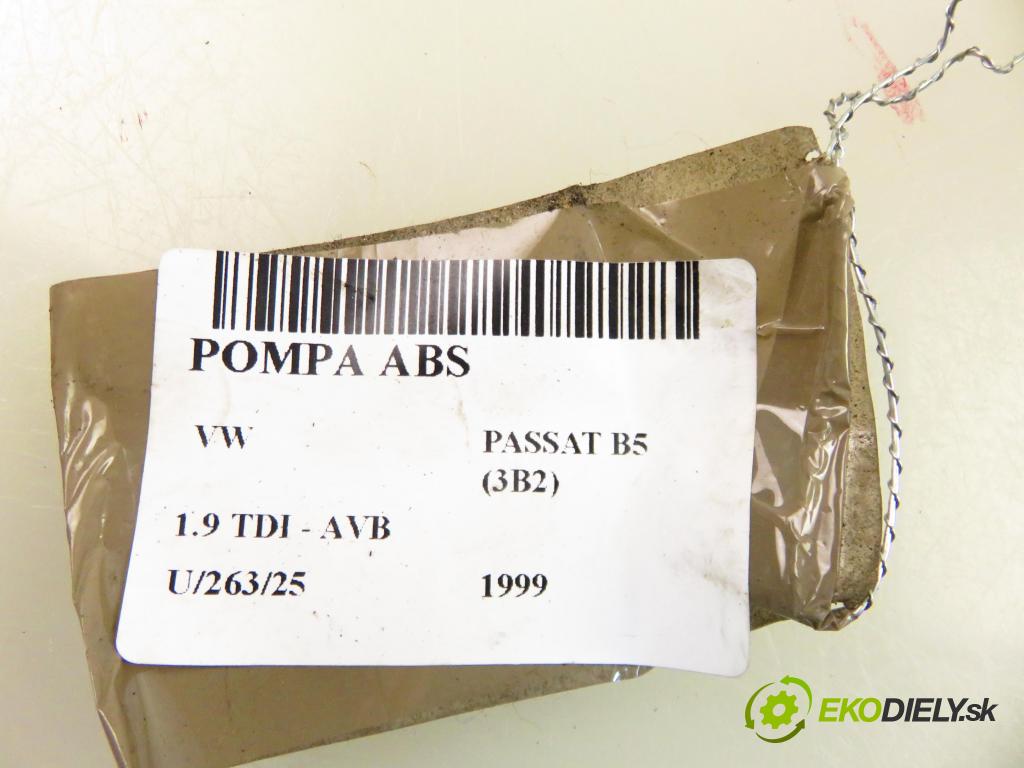 POMPA ABS
VW
PASSAT B5
(3B2)
1.9 TDI - AVB
U/263/25
1999
EKODIELY.sk